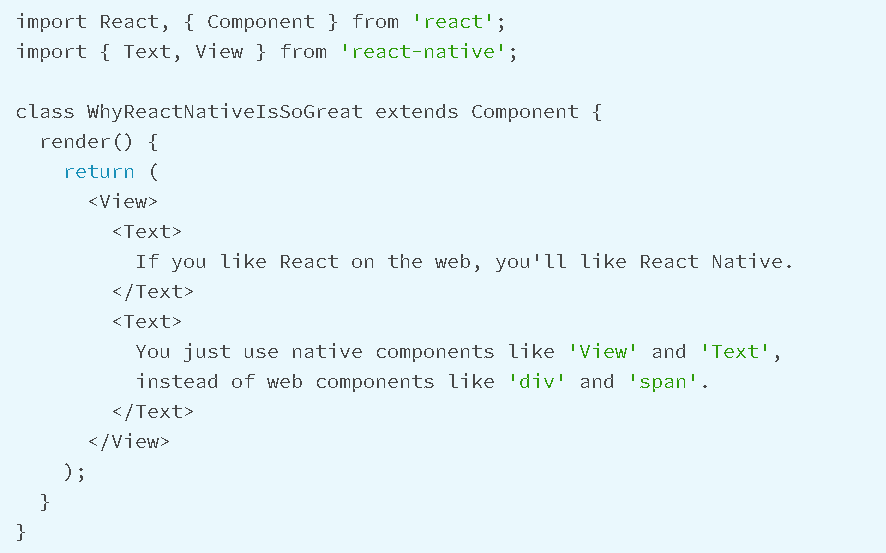 import React, { Component } from 'react';
import { Text, View } from 'react-native';

class WhyReactNativeIsSoGreat extends Component {
  render() {
    return (
      <View>
        <Text>
          If you like React on the web, you'll like React Native.
        </Text>
        <Text>
          You just use native components like 'View' and 'Text',
          instead of web components like 'div' and 'span'.
        </Text>
      </View>
    );
  }
}